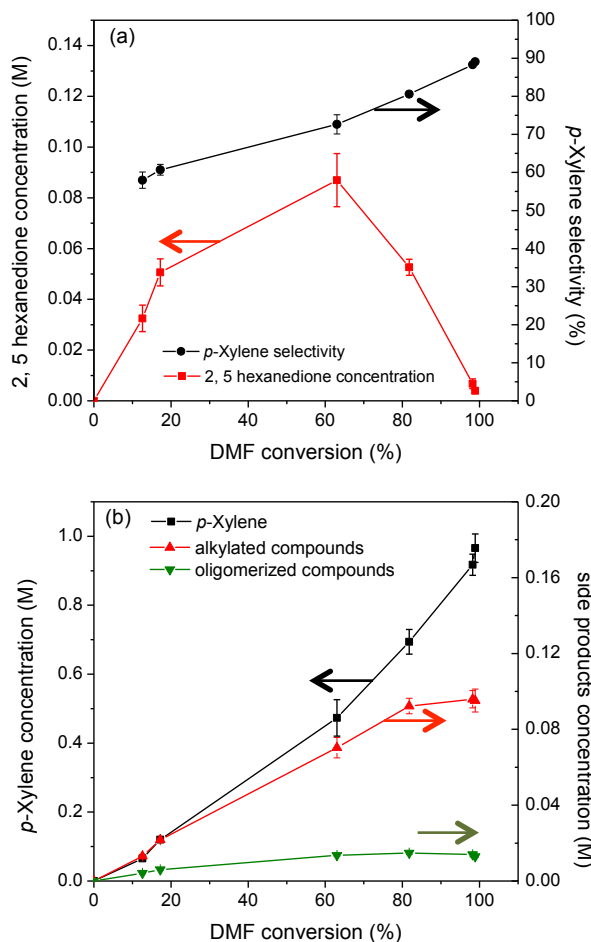 (a)
0.14
0.12
0.10
0.08
0.06
0.04
0.02
0.00
2, 5 hexanedione concentration (M)
100
90
80
70
60
50
40
30
20
10
0
p-Xylene selectivity (%)
p-Xylene selectivity
2, 5 hexanedione concentration
0 20 40 60 80 100
DMF conversion (%)
(b)
1.0
0.8
0.6
0.4
0.2
0.0
p-Xylene concentration (M)
0.20
0.16
0.12
0.08
0.04
0.00
side products concentration (M)
p-Xylene
alkylated compounds
oligomerized compounds
0 20 40 60 80 100
DMF conversion (%)